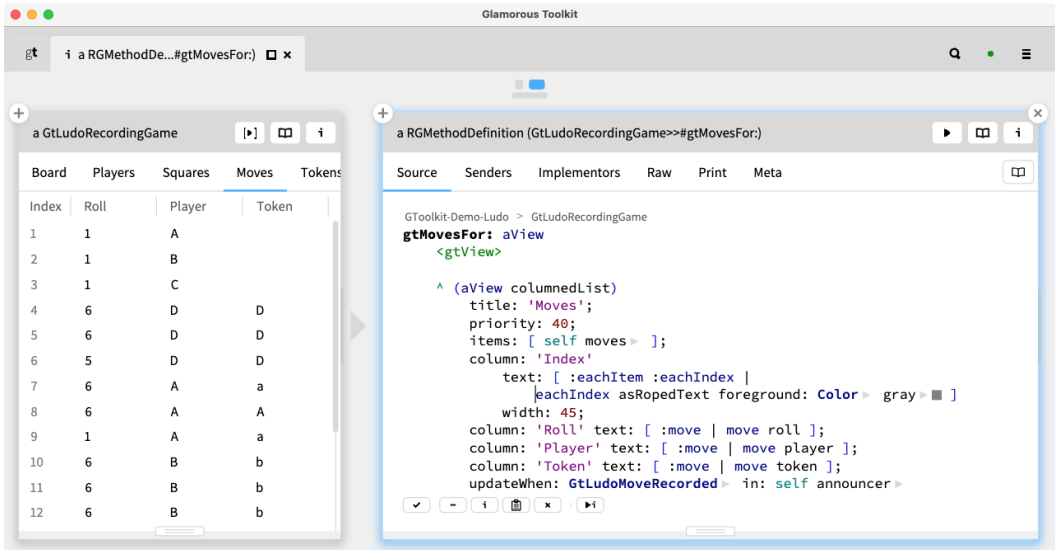 Glamorous Toolkit
gt
i a RGMethodDe...#gtMovesFor:)
a GtLudoRecordingGame
i
Board Players Squares Moves Tokens
Index Roll Player Token
1 1 A
2 1 B
3 1 C
4 6 D D
5 6 D D
6 5 D D
7 6 A a
8 6 A A
9 1 A a
10 6 B b
11 6 B b
12 6 B b
a RGMethodDefinition (GtLudoRecordingGame>>#gtMovesFor:)
i
Source Senders Implementors Raw Print Meta
GToolkit-Demo-Ludo > GtLudoRecordingGame
gtMovesFor: aView
<gtView>
^ (aView columnedList)
title: 'Moves';
priority: 40;
items: [ self moves ];
column: 'Index'
text: [ :eachItem :eachIndex |
eachIndex asRopedText foreground: Color gray ]
width: 45;
column: 'Roll' text: [ :move | move roll ];
column: 'Player' text: [ :move | move player ];
column: 'Token' text: [ :move | move token ];
updateWhen: GtLudoMoveRecorded in: self announcer
i
i